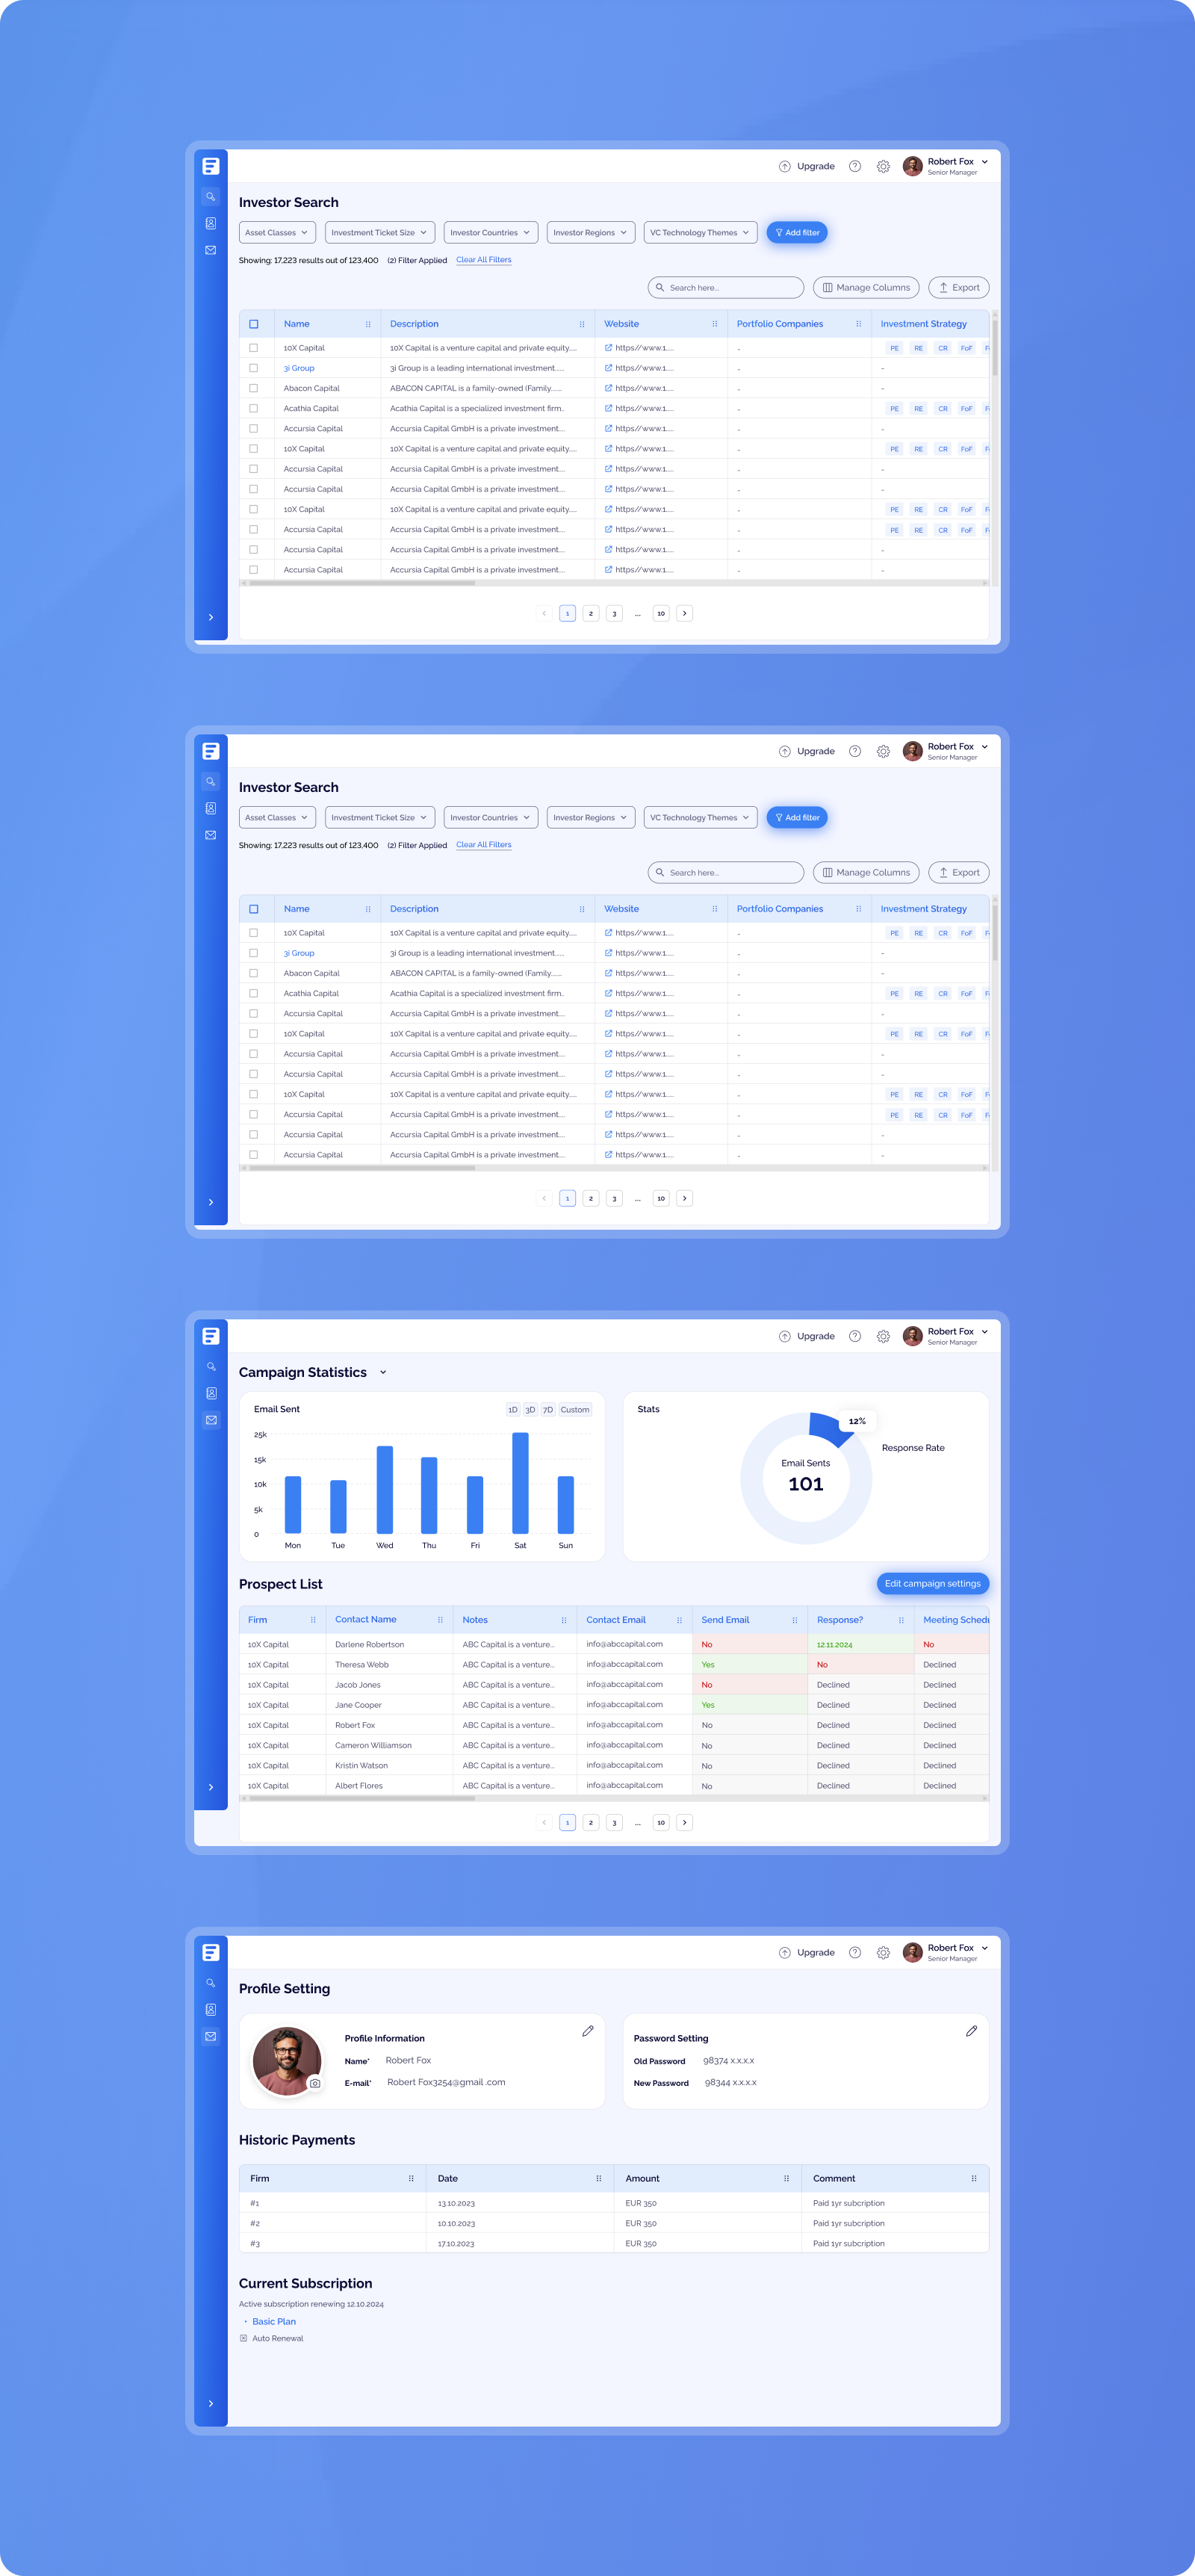 Upgrade Robert Fox
Senior Manager
Investor Search
Asset Classes Investment Ticket Size Investor Countries Investor Regions VC Technology Themes Add filter
Showing: 17,223 results out of 123,400 (2) Filter Applied Clear All Filters
Search here... Manage Columns Export
Name Description Website Portfolio Companies Investment Strategy
10X Capital 10X Capital is a venture capital and private equity..... https//www.1..... - PE RE CR FoF
3i Group 3i Group is a leading international investment...... https//www.1..... - -
Abacon Capital ABACON CAPITAL is a family-owned (Family...... https//www.1..... - -
Acathia Capital Acathia Capital is a specialized investment firm.. https//www.1..... - PE RE CR FoF
Accursia Capital Accursia Capital GmbH is a private investment.... https//www.1..... - -
10X Capital 10X Capital is a venture capital and private equity..... https//www.1..... - PE RE CR FoF
Accursia Capital Accursia Capital GmbH is a private investment.... https//www.1..... - -
Accursia Capital Accursia Capital GmbH is a private investment.... https//www.1..... - -
10X Capital 10X Capital is a venture capital and private equity..... https//www.1..... - PE RE CR FoF
Accursia Capital Accursia Capital GmbH is a private investment.... https//www.1..... - PE RE CR FoF
Accursia Capital Accursia Capital GmbH is a private investment.... https//www.1..... - -
Accursia Capital Accursia Capital GmbH is a private investment.... https//www.1..... - -
1 2 3 ... 10
Upgrade Robert Fox
Senior Manager
Investor Search
Asset Classes Investment Ticket Size Investor Countries Investor Regions VC Technology Themes Add filter
Showing: 17,223 results out of 123,400 (2) Filter Applied Clear All Filters
Search here... Manage Columns Export
Name Description Website Portfolio Companies Investment Strategy
10X Capital 10X Capital is a venture capital and private equity..... https//www.1..... - PE RE CR FoF
3i Group 3i Group is a leading international investment...... https//www.1..... - -
Abacon Capital ABACON CAPITAL is a family-owned (Family...... https//www.1..... - -
Acathia Capital Acathia Capital is a specialized investment firm.. https//www.1..... - PE RE CR FoF
Accursia Capital Accursia Capital GmbH is a private investment.... https//www.1..... - -
10X Capital 10X Capital is a venture capital and private equity..... https//www.1..... - PE RE CR FoF
Accursia Capital Accursia Capital GmbH is a private investment.... https//www.1..... - -
Accursia Capital Accursia Capital GmbH is a private investment.... https//www.1..... - -
10X Capital 10X Capital is a venture capital and private equity..... https//www.1..... - PE RE CR FoF
Accursia Capital Accursia Capital GmbH is a private investment.... https//www.1..... - PE RE CR FoF
Accursia Capital Accursia Capital GmbH is a private investment.... https//www.1..... - -
Accursia Capital Accursia Capital GmbH is a private investment.... https//www.1..... - -
1 2 3 ... 10
Upgrade Robert Fox
Senior Manager
Campaign Statistics
Email Sent 1D 3D 7D Custom
25k
15k
10k
5k
0
Mon Tue Wed Thu Fri Sat Sun
Stats
12%
Response Rate
Email Sents
101
Prospect List Edit campaign settings
Firm Contact Name Notes Contact Email Send Email Response? Meeting Schedu
10X Capital Darlene Robertson ABC Capital is a venture... info@abccapital.com No 12.11.2024 No
10X Capital Theresa Webb ABC Capital is a venture... info@abccapital.com Yes No Declined
10X Capital Jacob Jones ABC Capital is a venture... info@abccapital.com No Declined Declined
10X Capital Jane Cooper ABC Capital is a venture... info@abccapital.com Yes Declined Declined
10X Capital Robert Fox ABC Capital is a venture... info@abccapital.com No Declined Declined
10X Capital Cameron Williamson ABC Capital is a venture... info@abccapital.com No Declined Declined
10X Capital Kristin Watson ABC Capital is a venture... info@abccapital.com No Declined Declined
10X Capital Albert Flores ABC Capital is a venture... info@abccapital.com No Declined Declined
1 2 3 ... 10
Upgrade Robert Fox
Senior Manager
Profile Setting
Profile Information
Name* Robert Fox
E-mail* Robert Fox3254@gmail .com
Password Setting
Old Password 98374 x.x.x.x
New Password 98344 x.x.x.x
Historic Payments
Firm Date Amount Comment
#1 13.10.2023 EUR 350 Paid 1yr subcription
#2 10.10.2023 EUR 350 Paid 1yr subcription
#3 17.10.2023 EUR 350 Paid 1yr subcription
Current Subscription
Active subscription renewing 12.10.2024
• Basic Plan
Auto Renewal